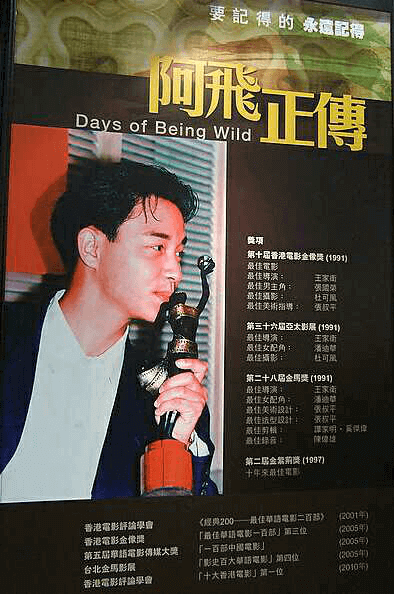 要記得的 永遠記得
阿飛正傳
Days of Being Wild
獎項
第十屆香港電影金像獎 (1991)
最佳電影
最佳導演： 王家衛
最佳男主角： 張國榮
最佳攝影： 杜可風
最佳美術指導： 張叔平
第三十六屆亞太影展 (1991)
最佳導演： 王家衛
最佳女配角： 潘迪華
最佳攝影： 杜可風
第二十八屆金馬獎 (1991)
最佳導演： 王家衛
最佳女配角： 潘迪華
最佳美術設計： 張叔平
最佳造型設計： 張叔平
最佳剪輯： 譚家明、奚傑偉
最佳錄音： 陳偉雄
第二屆金紫荊獎 (1997)
十年來最佳電影
香港電影評論學會 《經典200——最佳華語電影二百部》 (2001年)
香港電影金像獎 「最佳華語電影一百部」第三位 (2005年)
第五屆華語電影傳媒大獎 「一百部中國電影」 (2005年)
台北金馬影展 「影史百大華語電影」第四位 (2005年)
香港電影評論學會 「十大香港電影」第一位 (2010年)